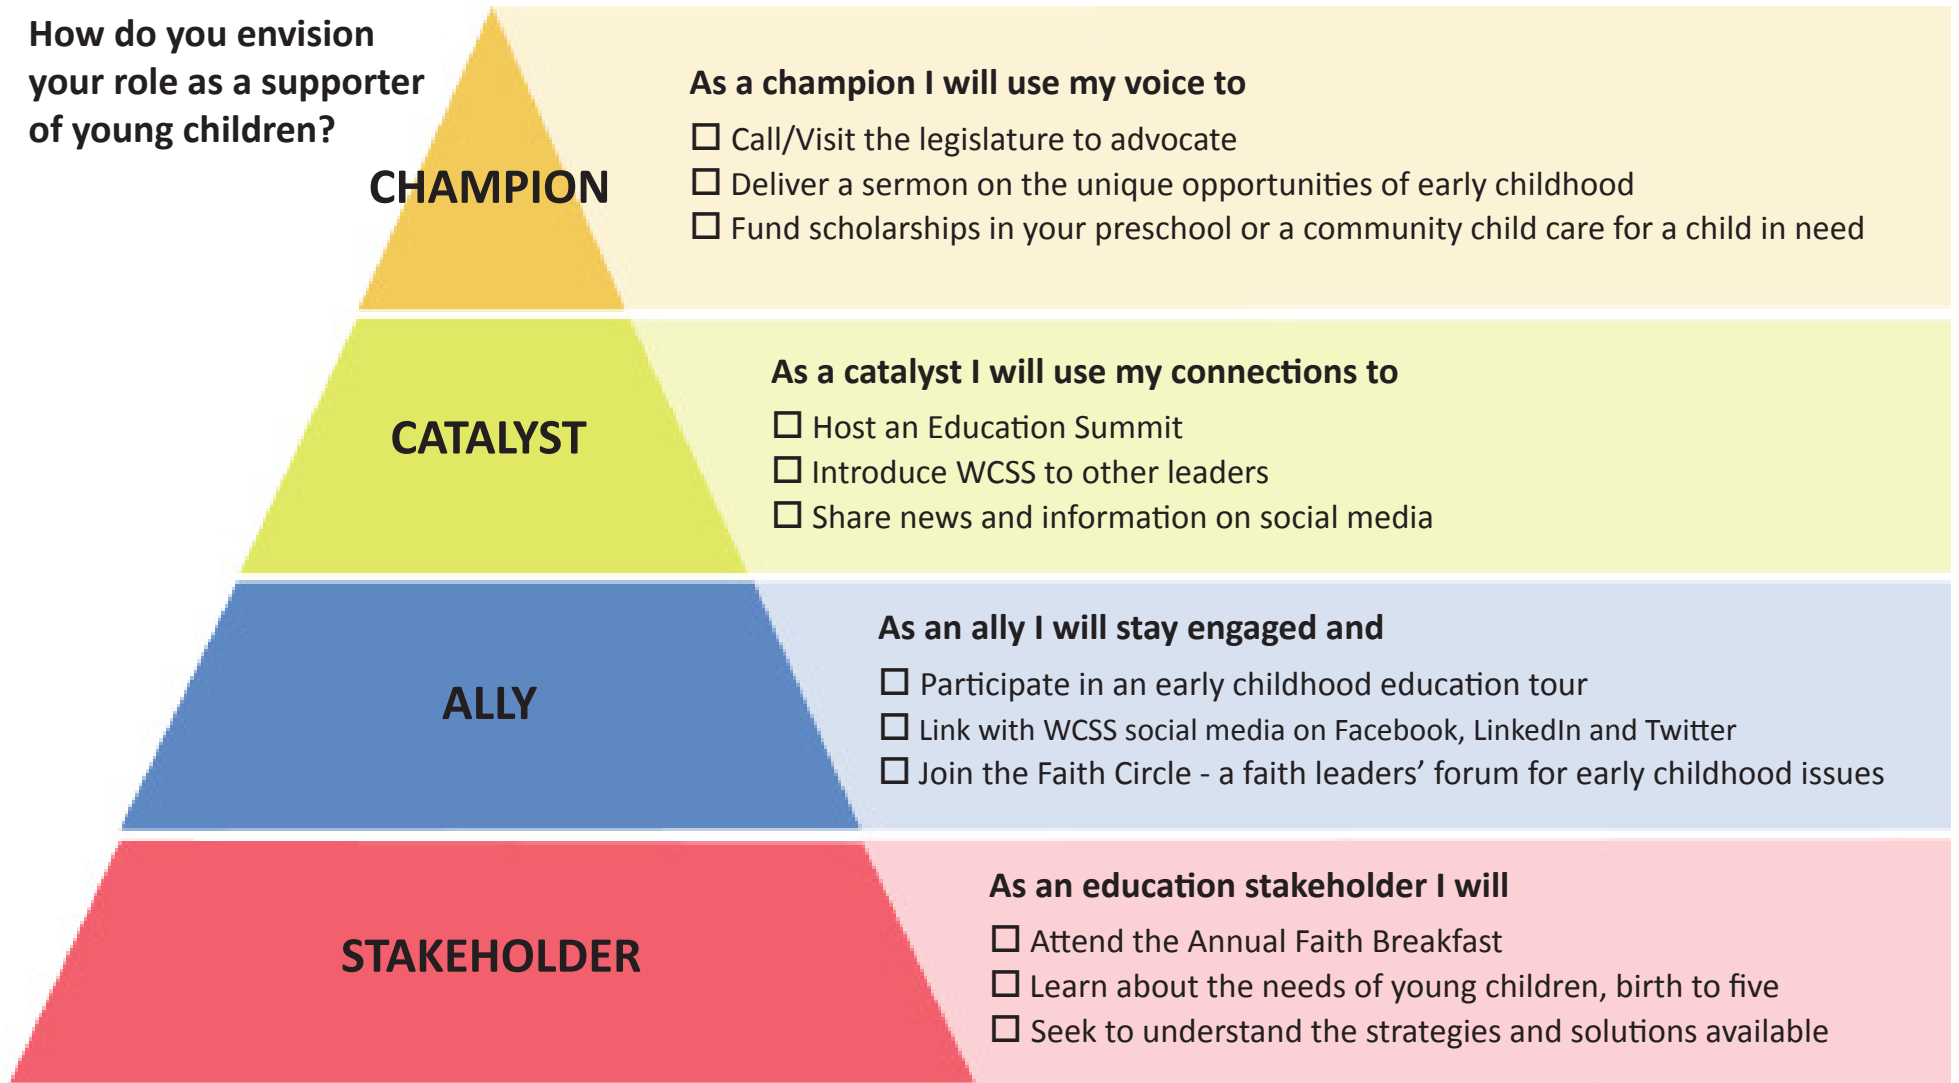 How do you envision
your role as a supporter
of young children?
CHAMPION
As a champion I will use my voice to
☐ Call/Visit the legislature to advocate
☐ Deliver a sermon on the unique opportunities of early childhood
☐ Fund scholarships in your preschool or a community child care for a child in need
CATALYST
As a catalyst I will use my connections to
☐ Host an Education Summit
☐ Introduce WCSS to other leaders
☐ Share news and information on social media
ALLY
As an ally I will stay engaged and
☐ Participate in an early childhood education tour
☐ Link with WCSS social media on Facebook, LinkedIn and Twitter
☐ Join the Faith Circle - a faith leaders’ forum for early childhood issues
STAKEHOLDER
As an education stakeholder I will
☐ Attend the Annual Faith Breakfast
☐ Learn about the needs of young children, birth to five
☐ Seek to understand the strategies and solutions available